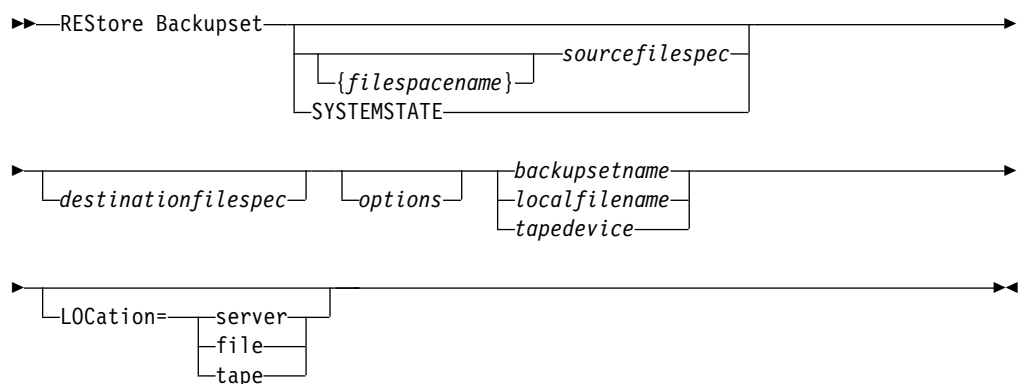 REStore Backupset
sourcefilespec
{filespacename}
SYSTEMSTATE
destinationfilespec
options
backupsetname
localfilename
tapedevice
LOCation=
server
file
tape